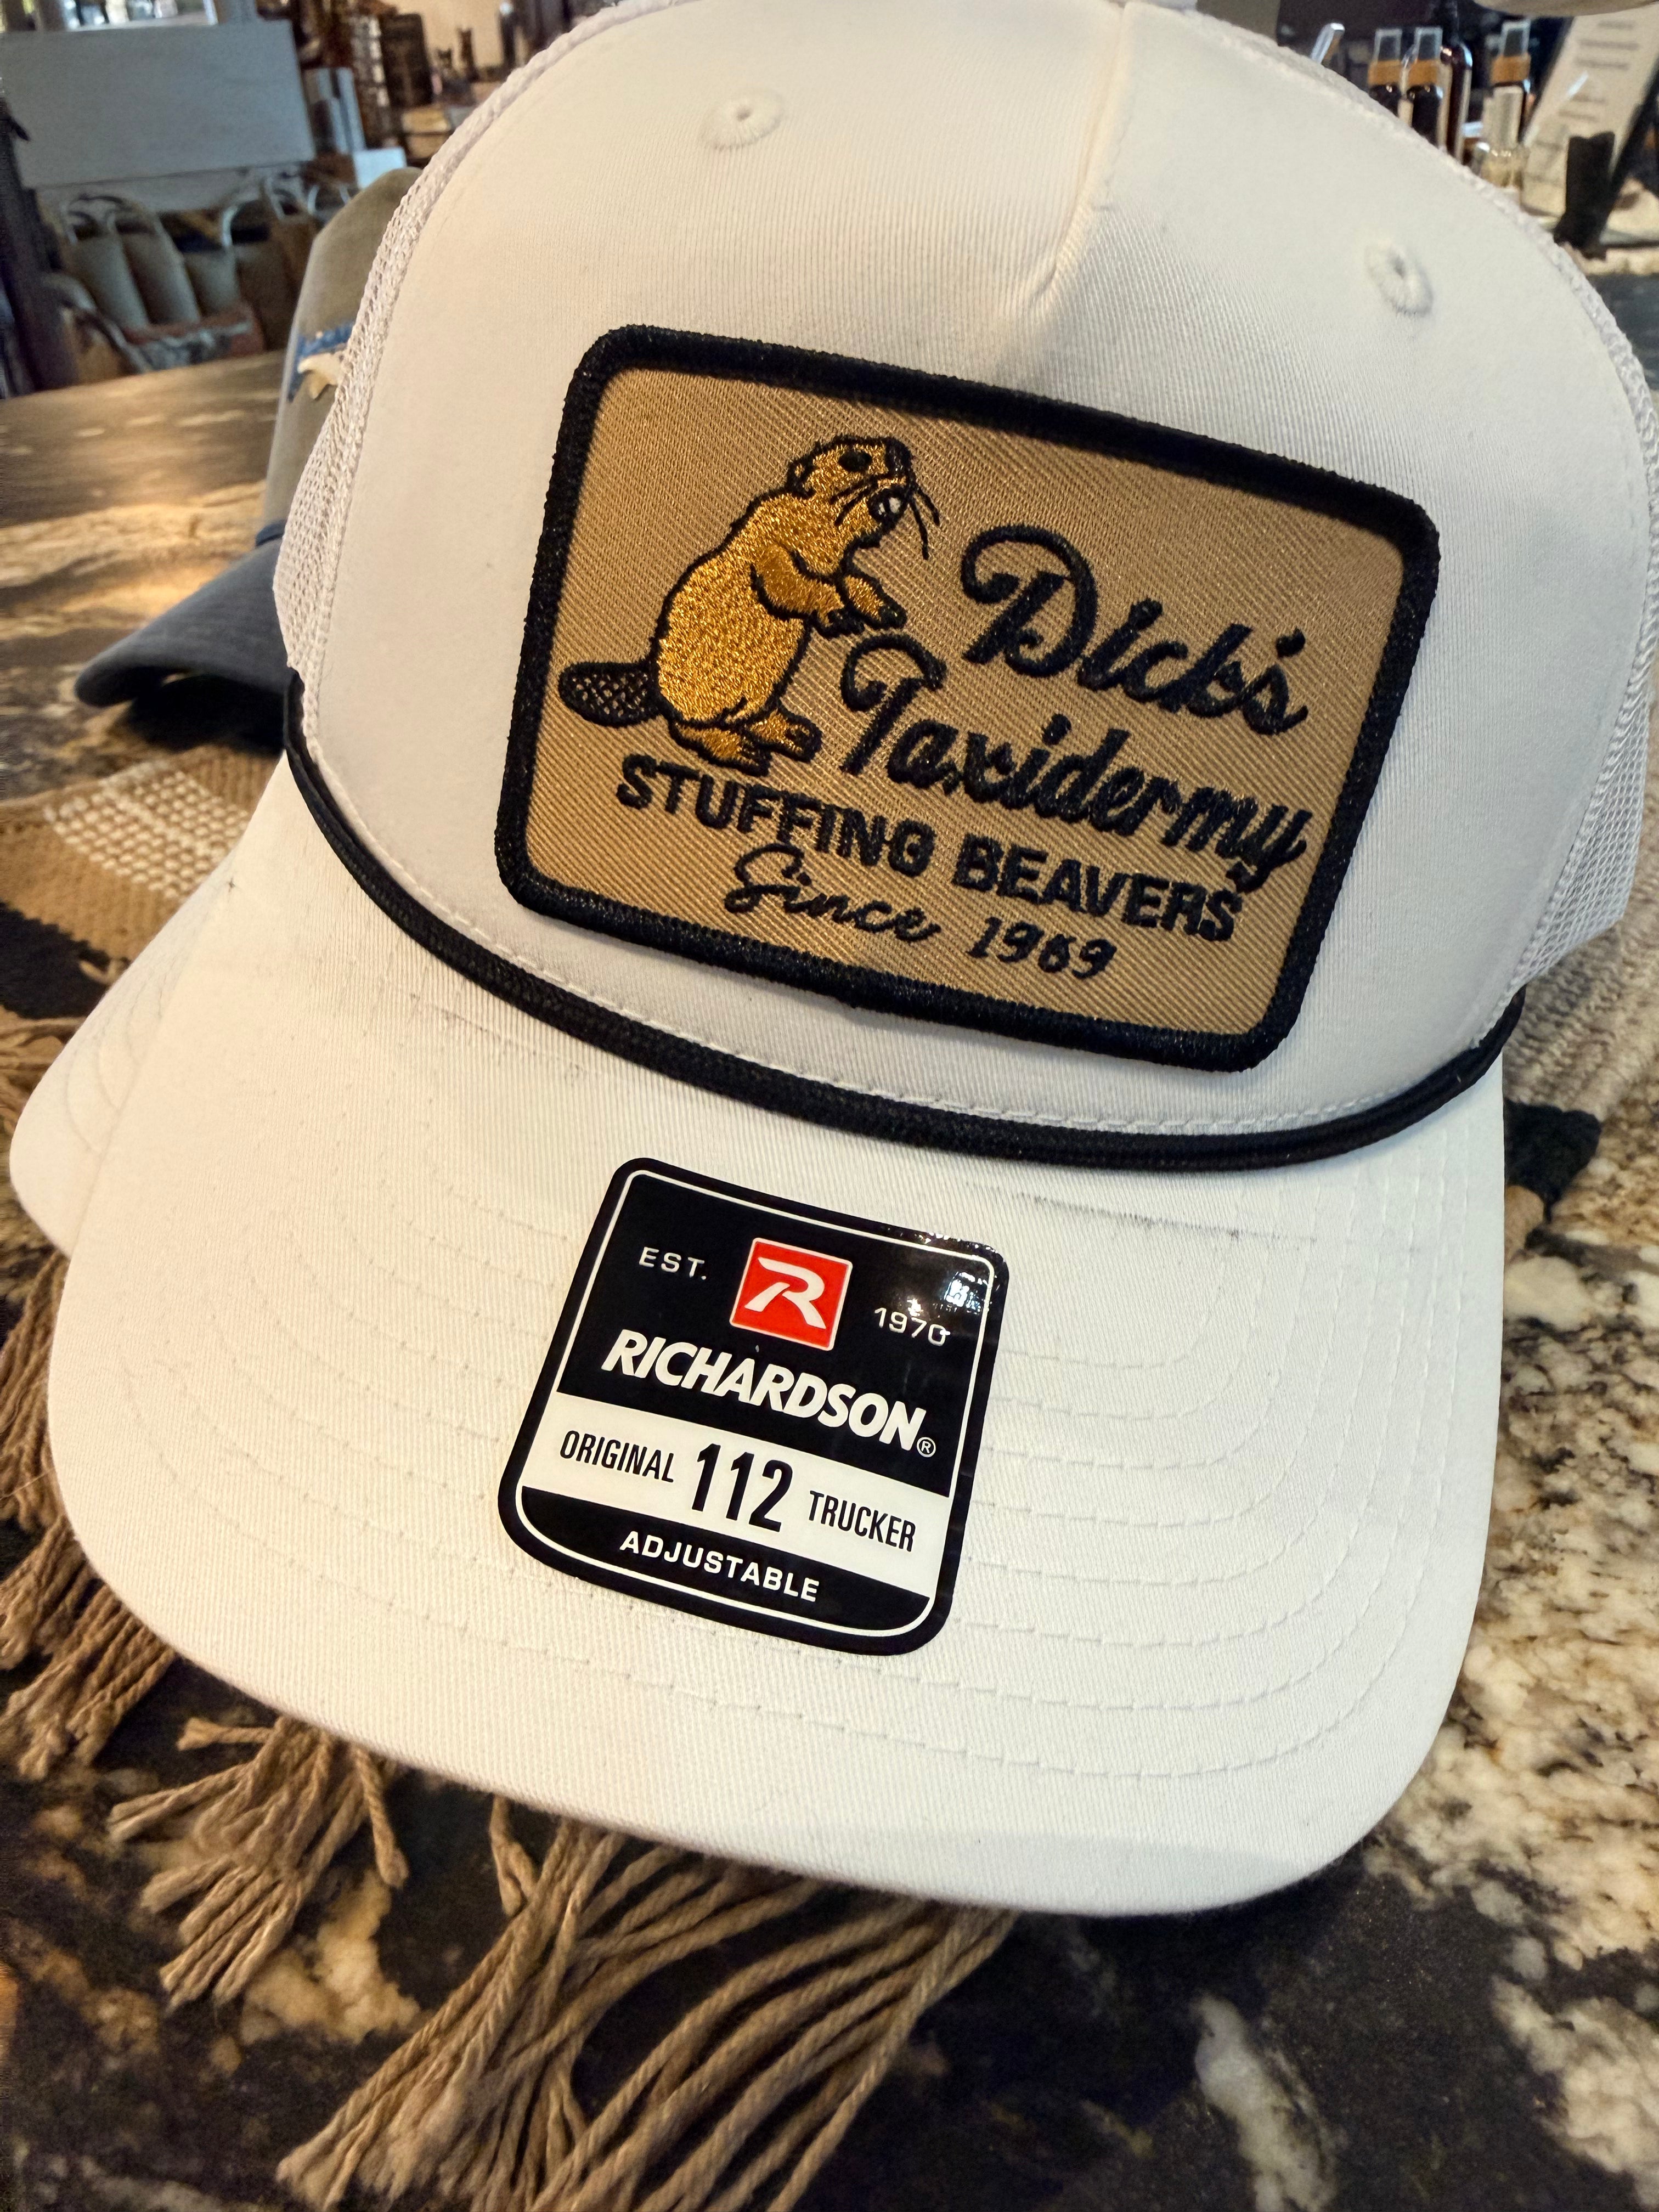 Dick's
Taxidermy
STUFFING BEAVERS
Since 1969
EST. R 1970
RICHARDSON®
ORIGINAL 112 TRUCKER
ADJUSTABLE